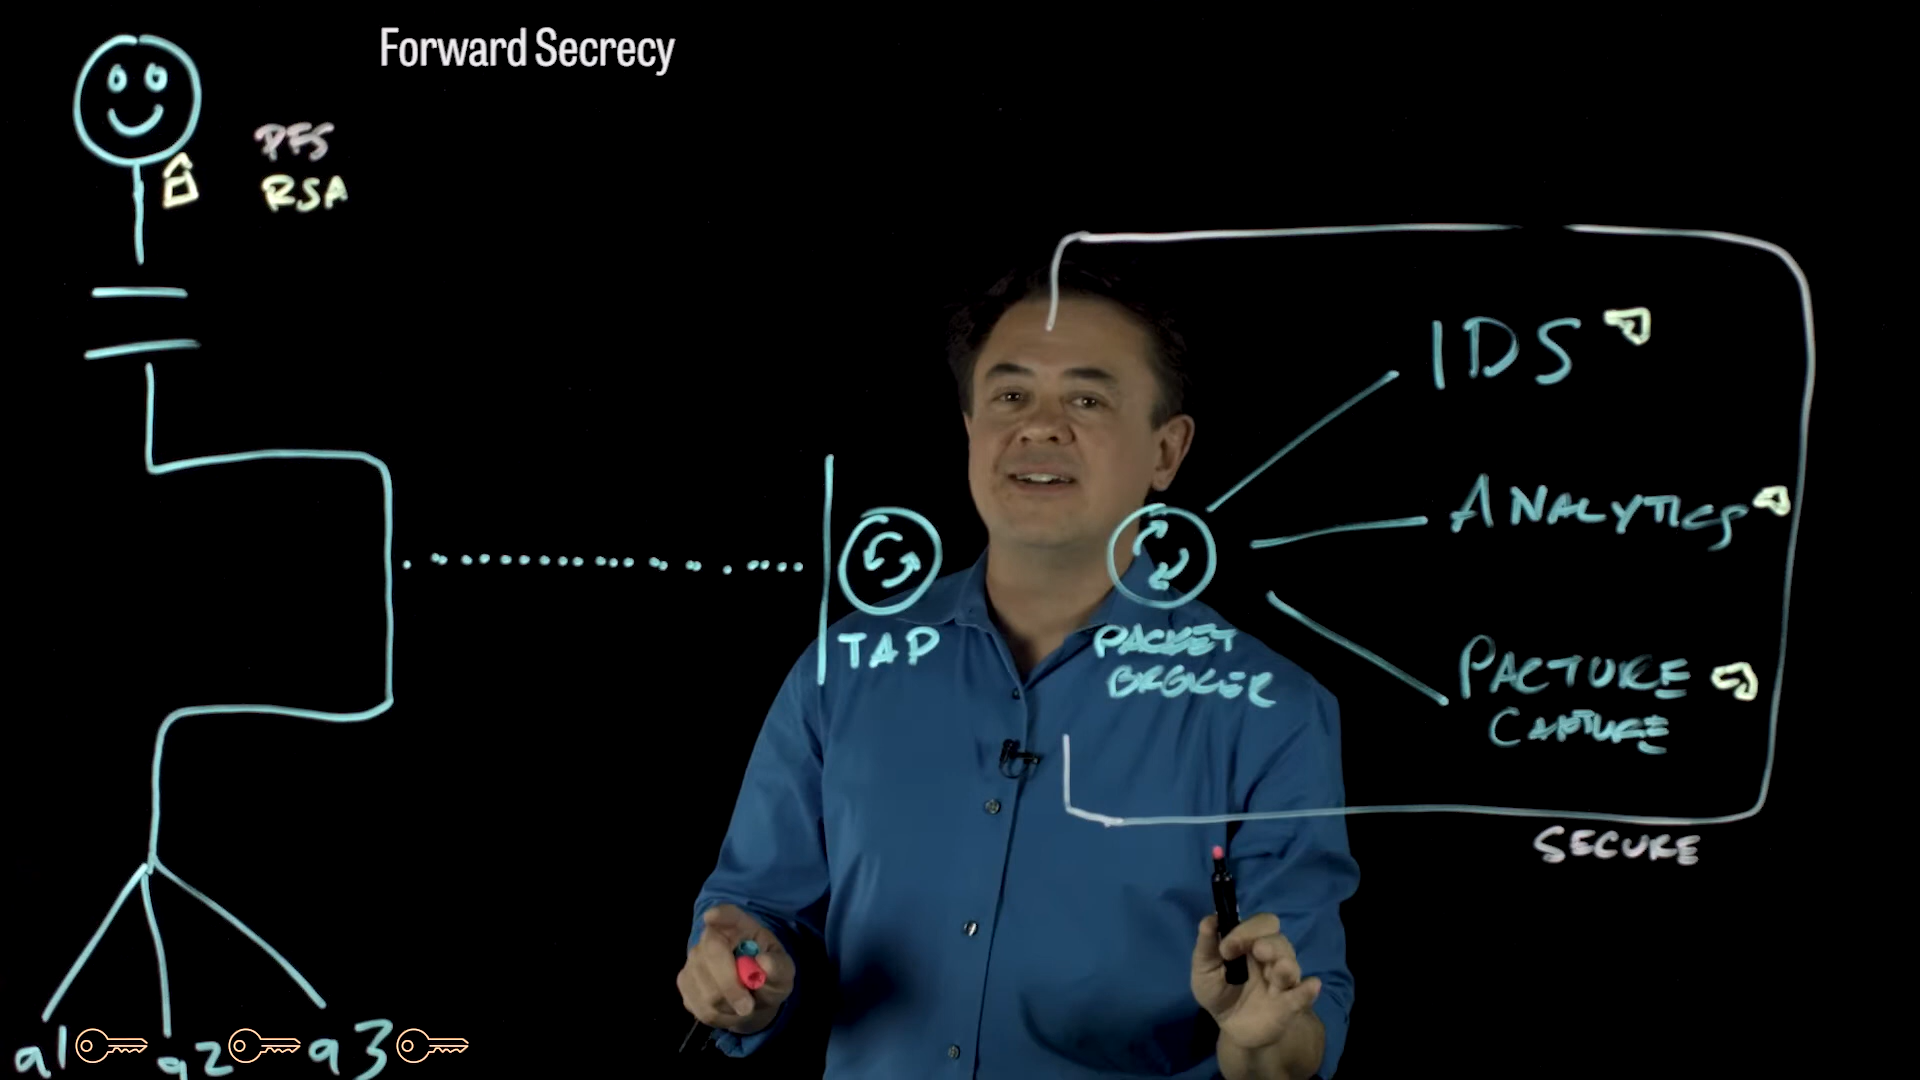 Forward Secrecy
PFS
RSA
IDS
ANALYTICS
TAP
PACKET
BROKER
PACTURE
CAPTURE
SECURE
a1
a2
a3